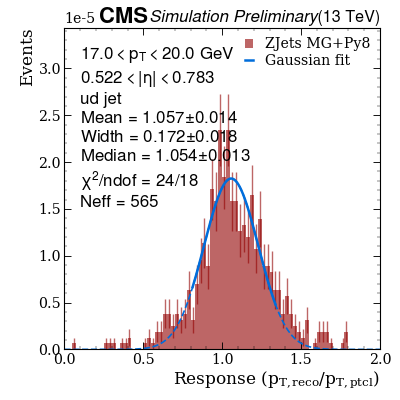 1e-5 CMS Simulation Preliminary (13 TeV)
Events
17.0 < pT < 20.0 GeV
0.522 < |η| < 0.783
ud jet
Mean = 1.057±0.014
Width = 0.172±0.018
Median = 1.054±0.013
χ²/ndof = 24/18
Neff = 565
ZJets MG+Py8
Gaussian fit
3.0
2.5
2.0
1.5
1.0
0.5
0.0
0.0 0.5 1.0 1.5 2.0
Response (pT,reco/pT,ptcl)